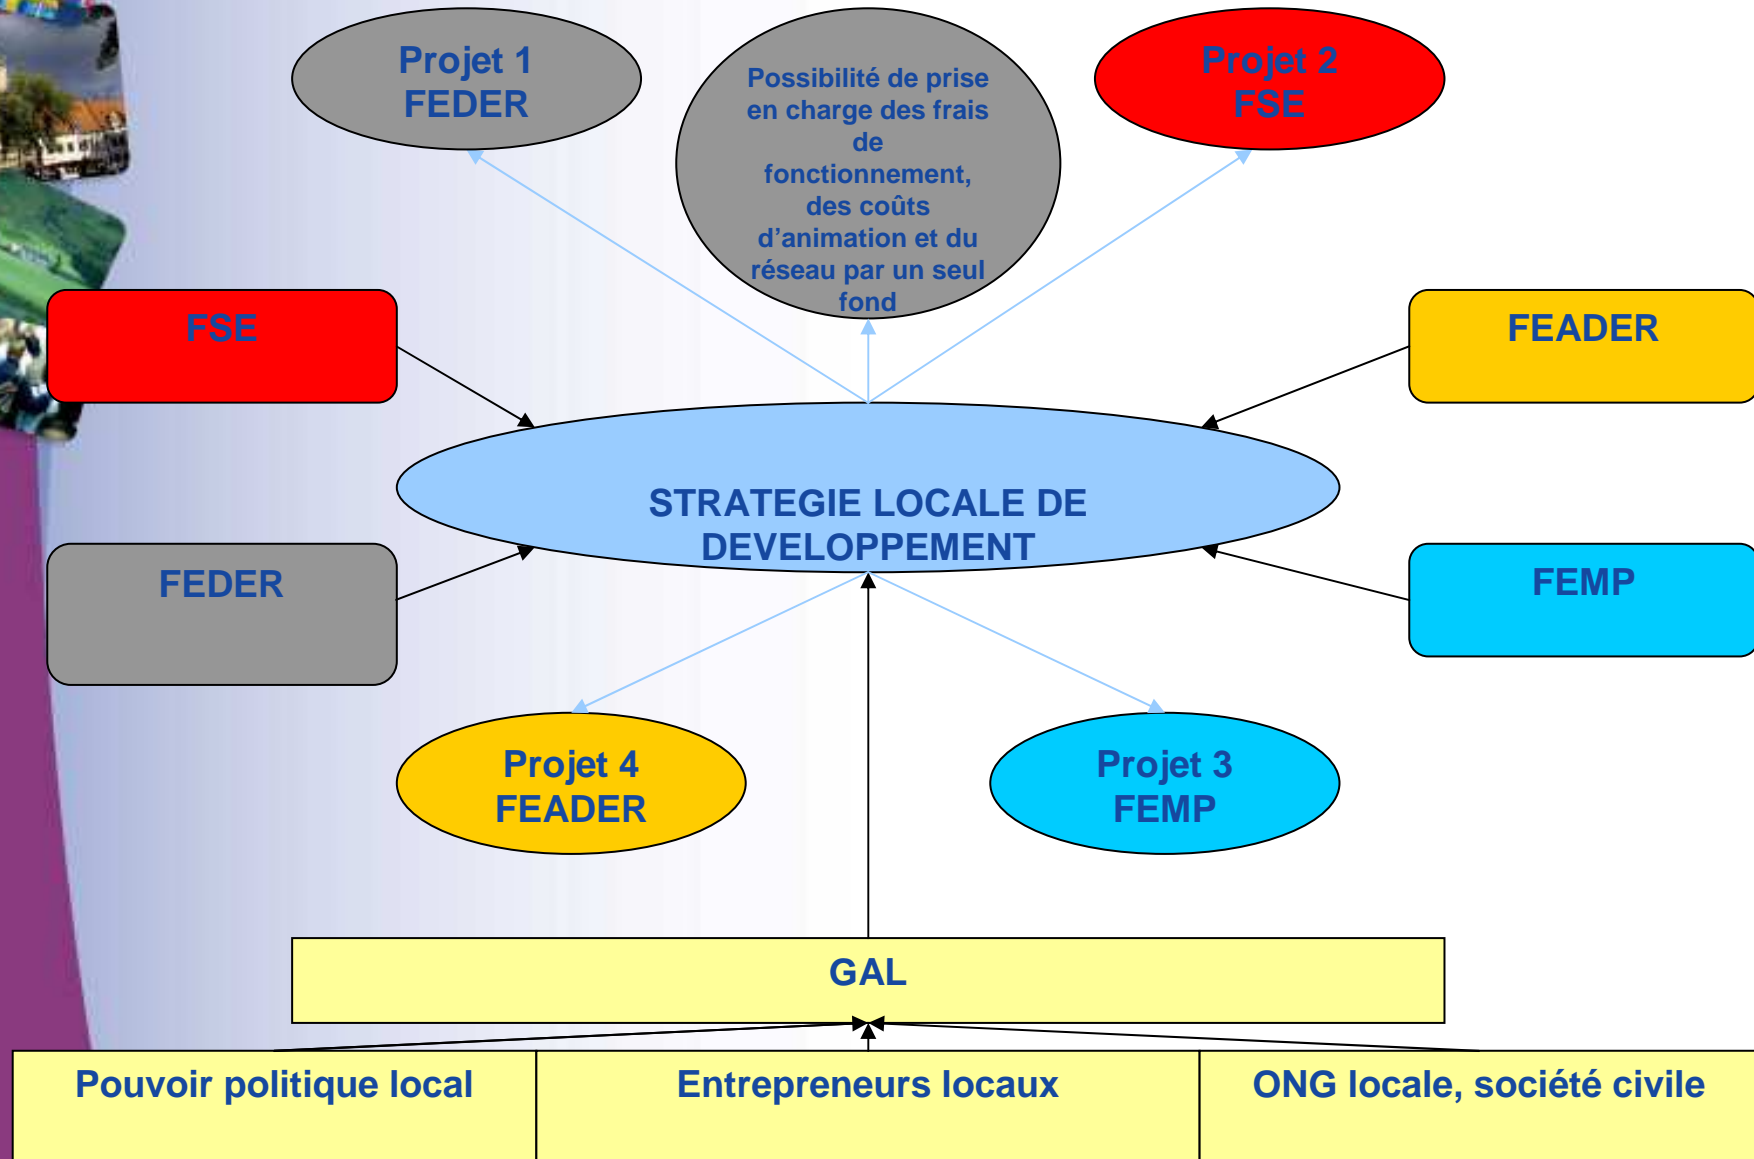 Projet 1
FEDER
Possibilité de prise
en charge des frais
de
fonctionnement,
des coûts
d’animation et du
réseau par un seul
fond
Projet 2
FSE
FSE
FEADER
STRATEGIE LOCALE DE
DEVELOPPEMENT
FEDER
FEMP
Projet 4
FEADER
Projet 3
FEMP
GAL
Pouvoir politique local
Entrepreneurs locaux
ONG locale, société civile